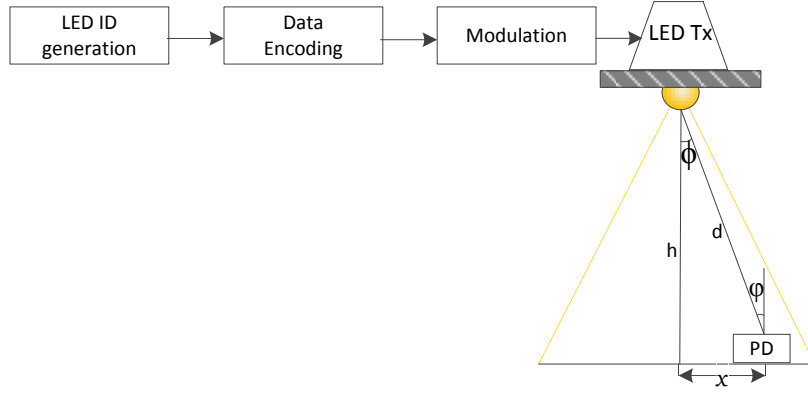 LED ID
generation
Data
Encoding
Modulation
LED Tx
ϕ
h
d
φ
PD
x